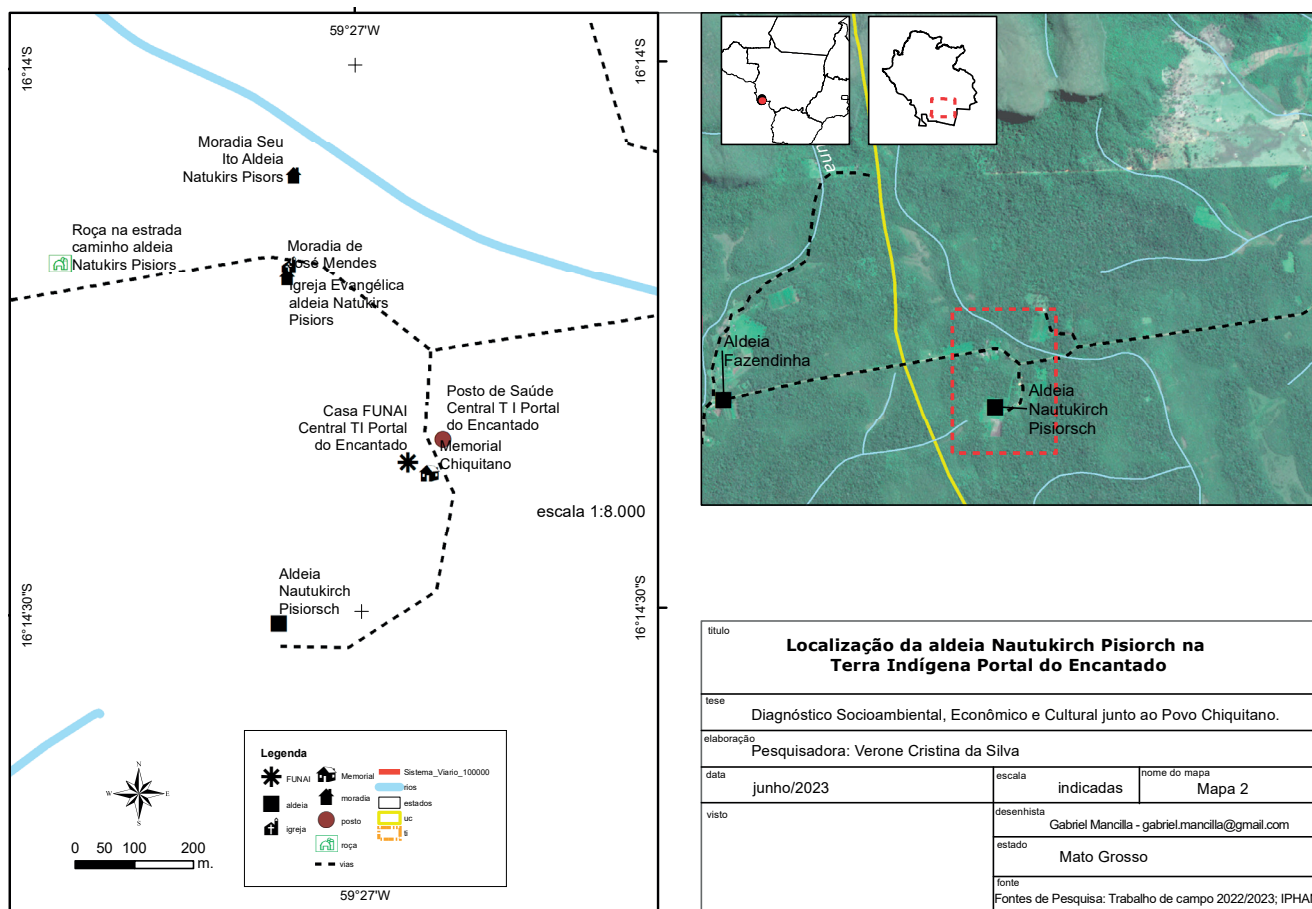 59°27'W
16°14'S
16°14'S
Moradia Seu
Ito Aldeia
Natukirs Pisors
Roça na estrada
caminho aldeia
Natukirs Pisiors
Moradia de
José Mendes
Igreja Evangélica
aldeia Natukirs
Pisiors
Posto de Saúde
Central T I Portal
do Encantado
Casa FUNAI
Central TI Portal
do Encantado
Memorial
Chiquitano
escala 1:8.000
Aldeia
Nautukirch
Pisiorsch
16°14'30"S
16°14'30"S
N
W
E
S
0 50 100 200
m.
Legenda
FUNAI
aldeia
igreja
Memorial
moradia
posto
roça
vias
Sistema_Viario_100000
rios
estados
uc
ti
59°27'W
una
Aldeia
Fazendinha
Aldeia
Nautukirch
Pisiorsch
titulo
Localização da aldeia Nautukirch Pisiorch na
Terra Indígena Portal do Encantado
tese
Diagnóstico Socioambiental, Econômico e Cultural junto ao Povo Chiquitano.
elaboração
Pesquisadora: Verone Cristina da Silva
data
junho/2023
escala
indicadas
nome do mapa
Mapa 2
visto
desenhista
Gabriel Mancilla - gabriel.mancilla@gmail.com
estado
Mato Grosso
fonte
Fontes de Pesquisa: Trabalho de campo 2022/2023; IPHAN